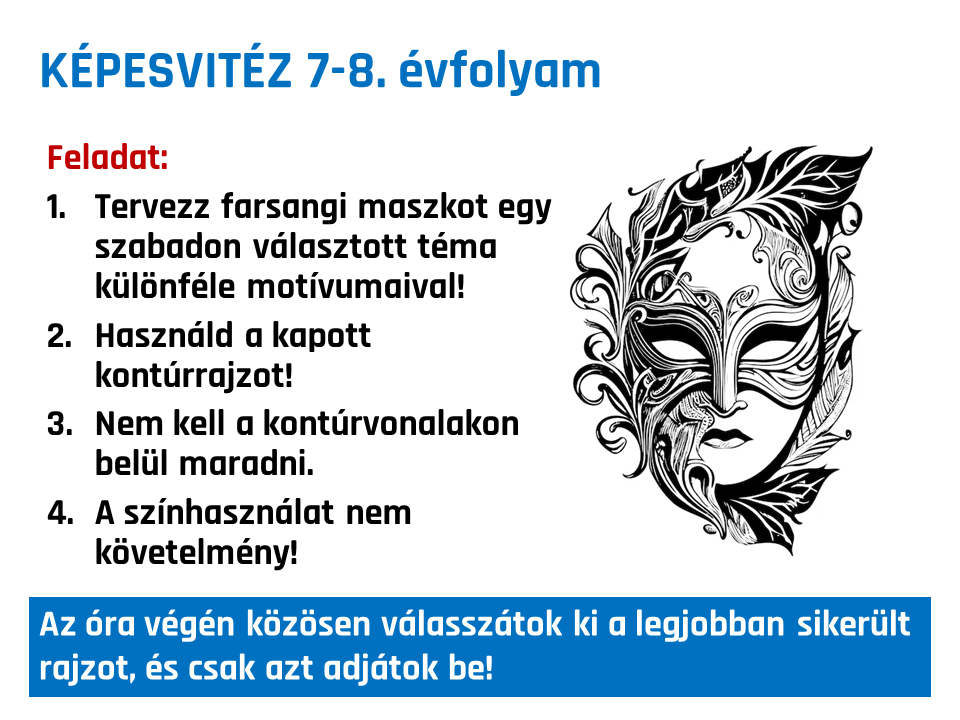 KÉPESVITÉZ 7-8. évfolyam
Feladat:
1. Tervezz farsangi maszkot egy
szabadon választott téma
különféle motívumaival!
2. Használd a kapott
kontúrrajzot!
3. Nem kell a kontúrvonalakon
belül maradni.
4. A színhasználat nem
követelmény!
Az óra végén közösen válasszátok ki a legjobban sikerült
rajzot, és csak azt adjátok be!